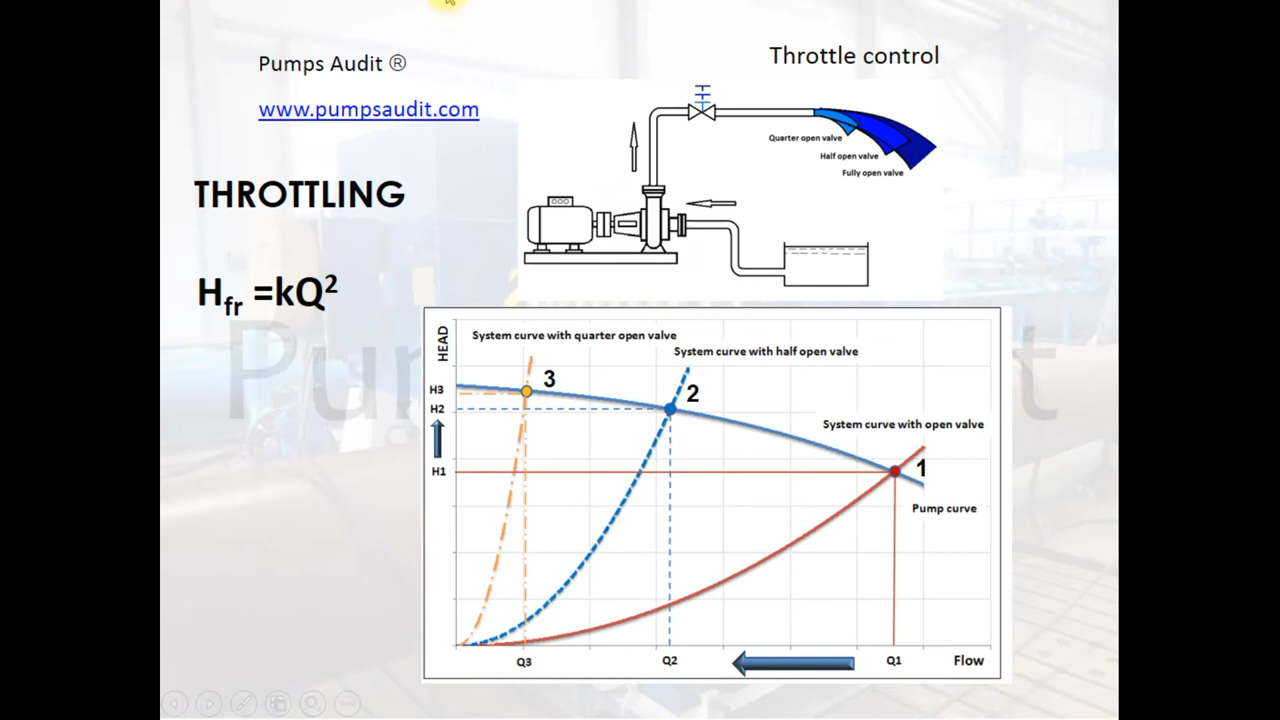 Pumps Audit ®
www.pumpsaudit.com
Throttle control
THROTTLING
Hfr =kQ²
Quarter open valve
Half open valve
Fully open valve
HEAD
System curve with quarter open valve
System curve with half open valve
System curve with open valve
Pump curve
3
2
1
H3
H2
H1
Q3
Q2
Q1
Flow